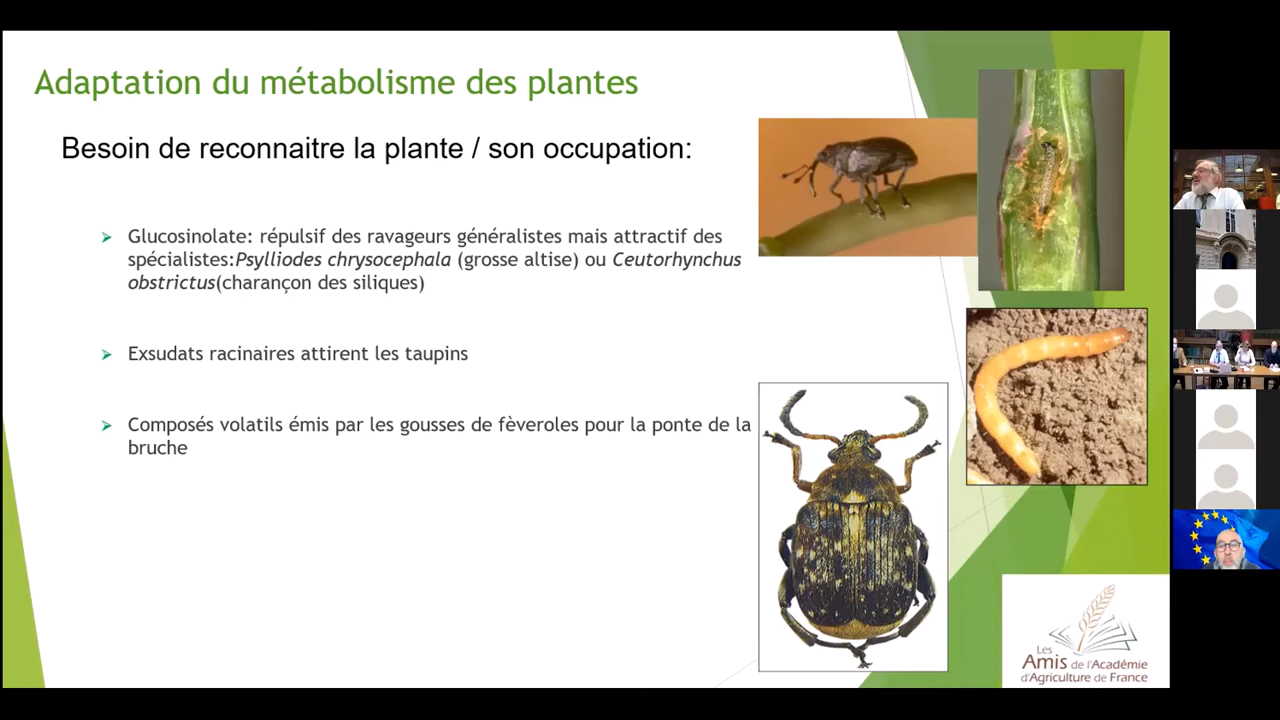 Adaptation du métabolisme des plantes
Besoin de reconnaitre la plante / son occupation:
➢ Glucosinolate: répulsif des ravageurs généralistes mais attractif des
spécialistes:Psylliodes chrysocephala (grosse altise) ou Ceutorhynchus
obstrictus(charançon des siliques)
➢ Exsudats racinaires attirent les taupins
➢ Composés volatils émis par les gousses de fèveroles pour la ponte de la
bruche
Les
Amis de l'Académie
d'Agriculture de France